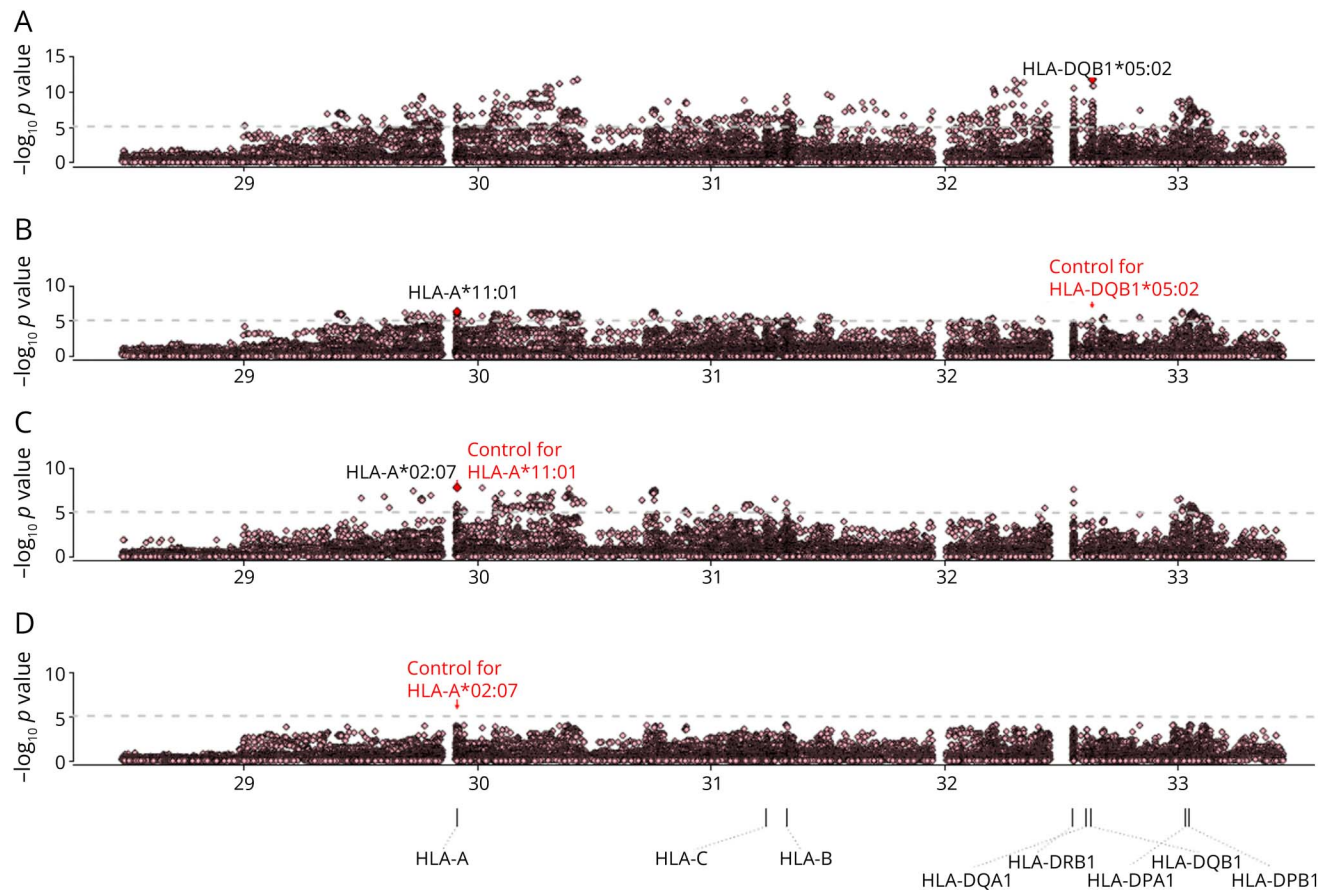 A
−log10 p value
15
10
5
0
HLA-DQB1*05:02
29 30 31 32 33
B
−log10 p value
10
5
0
HLA-A*11:01
Control for
HLA-DQB1*05:02
29 30 31 32 33
C
−log10 p value
10
5
0
HLA-A*02:07
Control for
HLA-A*11:01
29 30 31 32 33
D
−log10 p value
10
5
0
Control for
HLA-A*02:07
29 30 31 32 33
HLA-A HLA-C HLA-B HLA-DRB1 HLA-DQB1
HLA-DQA1 HLA-DPA1 HLA-DPB1